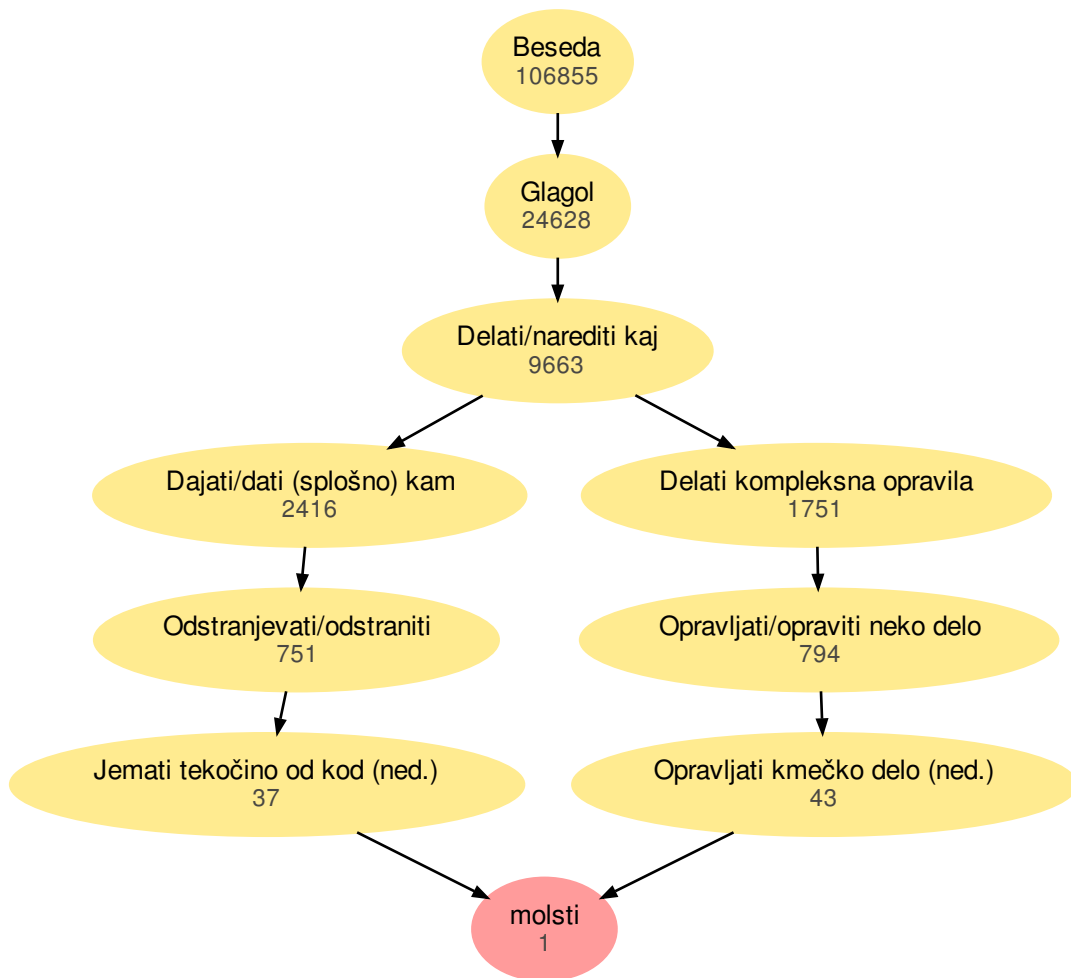 Beseda
106855
Glagol
24628
Delati/narediti kaj
9663
Dajati/dati (splošno) kam
2416
Delati kompleksna opravila
1751
Odstranjevati/odstraniti
751
Opravljati/opraviti neko delo
794
Jemati tekočino od kod (ned.)
37
Opravljati kmečko delo (ned.)
43
molsti
1